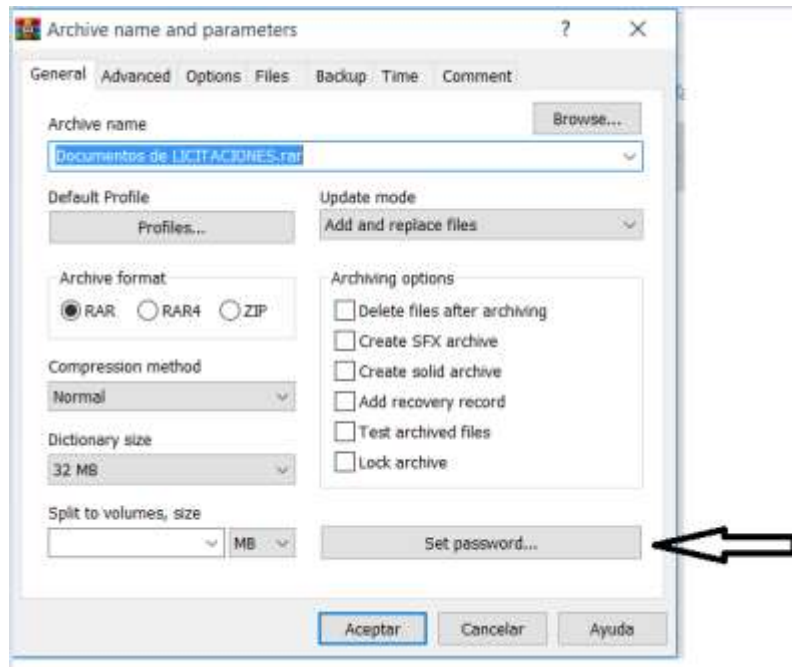 Archive name and parameters ? ×
General Advanced Options Files Backup Time Comment
Archive name
Browse...
Documentos de LICITACIONES.rar
Default Profile
Update mode
Profiles...
Add and replace files
Archive format
Archiving options
RAR RAR4 ZIP
Delete files after archiving
Create SFX archive
Compression method
Create solid archive
Normal
Add recovery record
Dictionary size
Test archived files
32 MB
Lock archive
Split to volumes, size
MB
Set password...
Aceptar Cancelar Ayuda